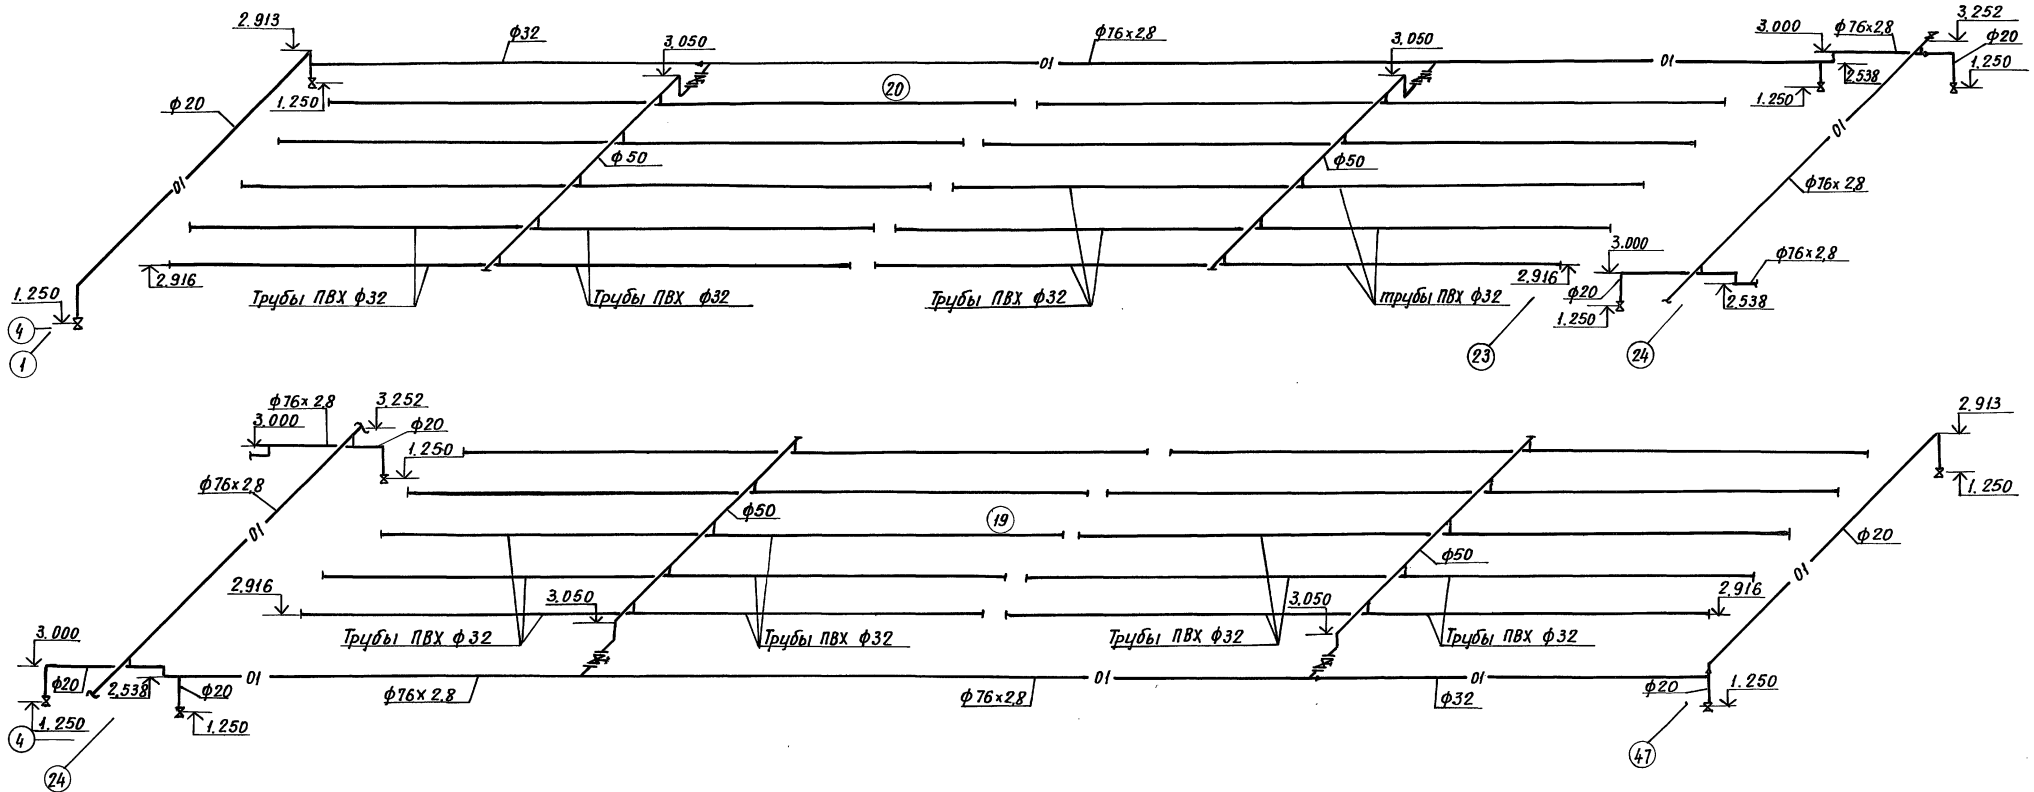 2.913
ф32
3.050
ф76х2,8
3.050
3.000
ф76х2,8
3,252
ф20
01
01
1.250
20
1.250
2.538
1.250
ф20
01
ф50
ф50
01
ф76х2,8
3.000
ф76х2,8
2.916
2.916
ф20
2.538
1.250
Трубы ПВХ ф32
Трубы ПВХ ф32
Трубы ПВХ ф32
трубы ПВХ ф32
1.250
4
1
23
24
ф76х2,8
3.252
3.000
ф20
2.913
1.250
ф76х2,8
1.250
01
ф50
19
ф50
ф20
01
2.916
3.050
3.050
2.916
3.000
Трубы ПВХ ф32
Трубы ПВХ ф32
Трубы ПВХ ф32
Трубы ПВХ ф32
ф20
2.538
ф20
01
ф76х2,8
ф76х2,8
01
01
ф32
ф20
1.250
1.250
1.250
4
24
47